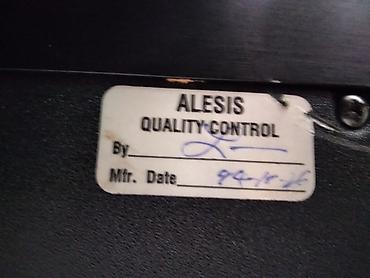 ALESIS
QUALITY CONTROL
By
Mfr. Date